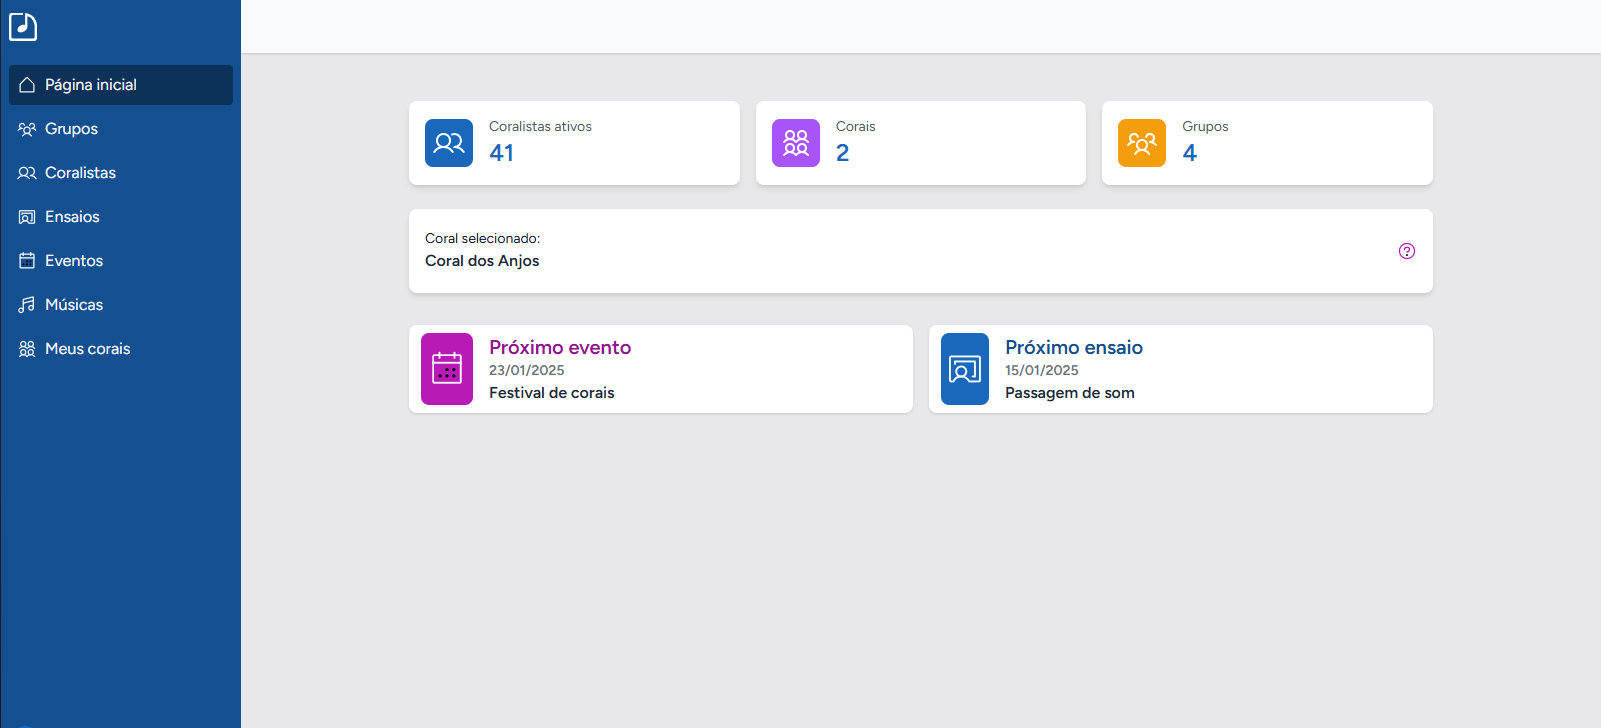 Página inicial
Grupos
Coralistas
Ensaios
Eventos
Músicas
Meus corais
Coralistas ativos
41
Corais
2
Grupos
4
Coral selecionado:
Coral dos Anjos
Próximo evento
23/01/2025
Festival de corais
Próximo ensaio
15/01/2025
Passagem de som